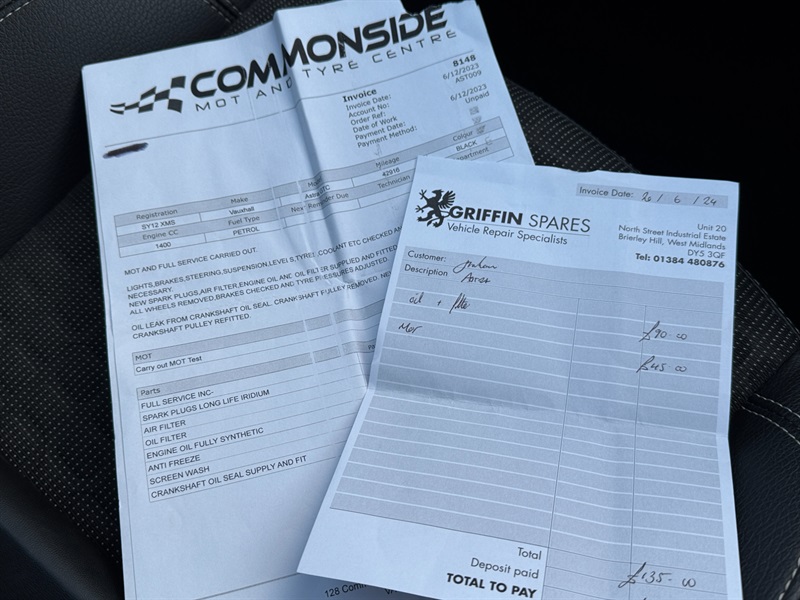 COMMONSIDE
MOT AND TYRE CENTRE
Invoice 8148
Invoice Date: 6/12/2023
Account No: AST009
Order Ref:
Date of Work 6/12/2023
Payment Date: Unpaid
Payment Method:
Registration Make Mileage Colour
SY12 XMS Vauxhall 42916 BLACK
Engine CC Fuel Type Due Technician
1400 PETROL
MOT AND FULL SERVICE CARRIED OUT.
LIGHTS,BRAKES,STEERING,SUSPENSION,LEVELS,TYRES,COOLANT ETC CHECKED AND
NECESSARY.
NEW SPARK PLUGS,AIR FILTER,ENGINE OIL AND OIL FILTER SUPPLIED AND FITTED
ALL WHEELS REMOVED,BRAKES CHECKED AND TYRE PRESSURES ADJUSTED.
OIL LEAK FROM CRANKSHAFT OIL SEAL. CRANKSHAFT PULLEY REMOVED.
CRANKSHAFT PULLEY REFITTED.
MOT
Carry out MOT Test
Parts
FULL SERVICE INC-
SPARK PLUGS LONG LIFE IRIDIUM
AIR FILTER
OIL FILTER
ENGINE OIL FULLY SYNTHETIC
ANTI FREEZE
SCREEN WASH
CRANKSHAFT OIL SEAL SUPPLY AND FIT
Invoice Date: 26 / 6 / 24
GRIFFIN SPARES
Vehicle Repair Specialists
Unit 20
North Street Industrial Estate
Brierley Hill, West Midlands
DY5 3QF
Tel: 01384 480876
Customer:
Description
oil + filter £90-00
MOT £45 00
Total £135-00
Deposit paid
TOTAL TO PAY